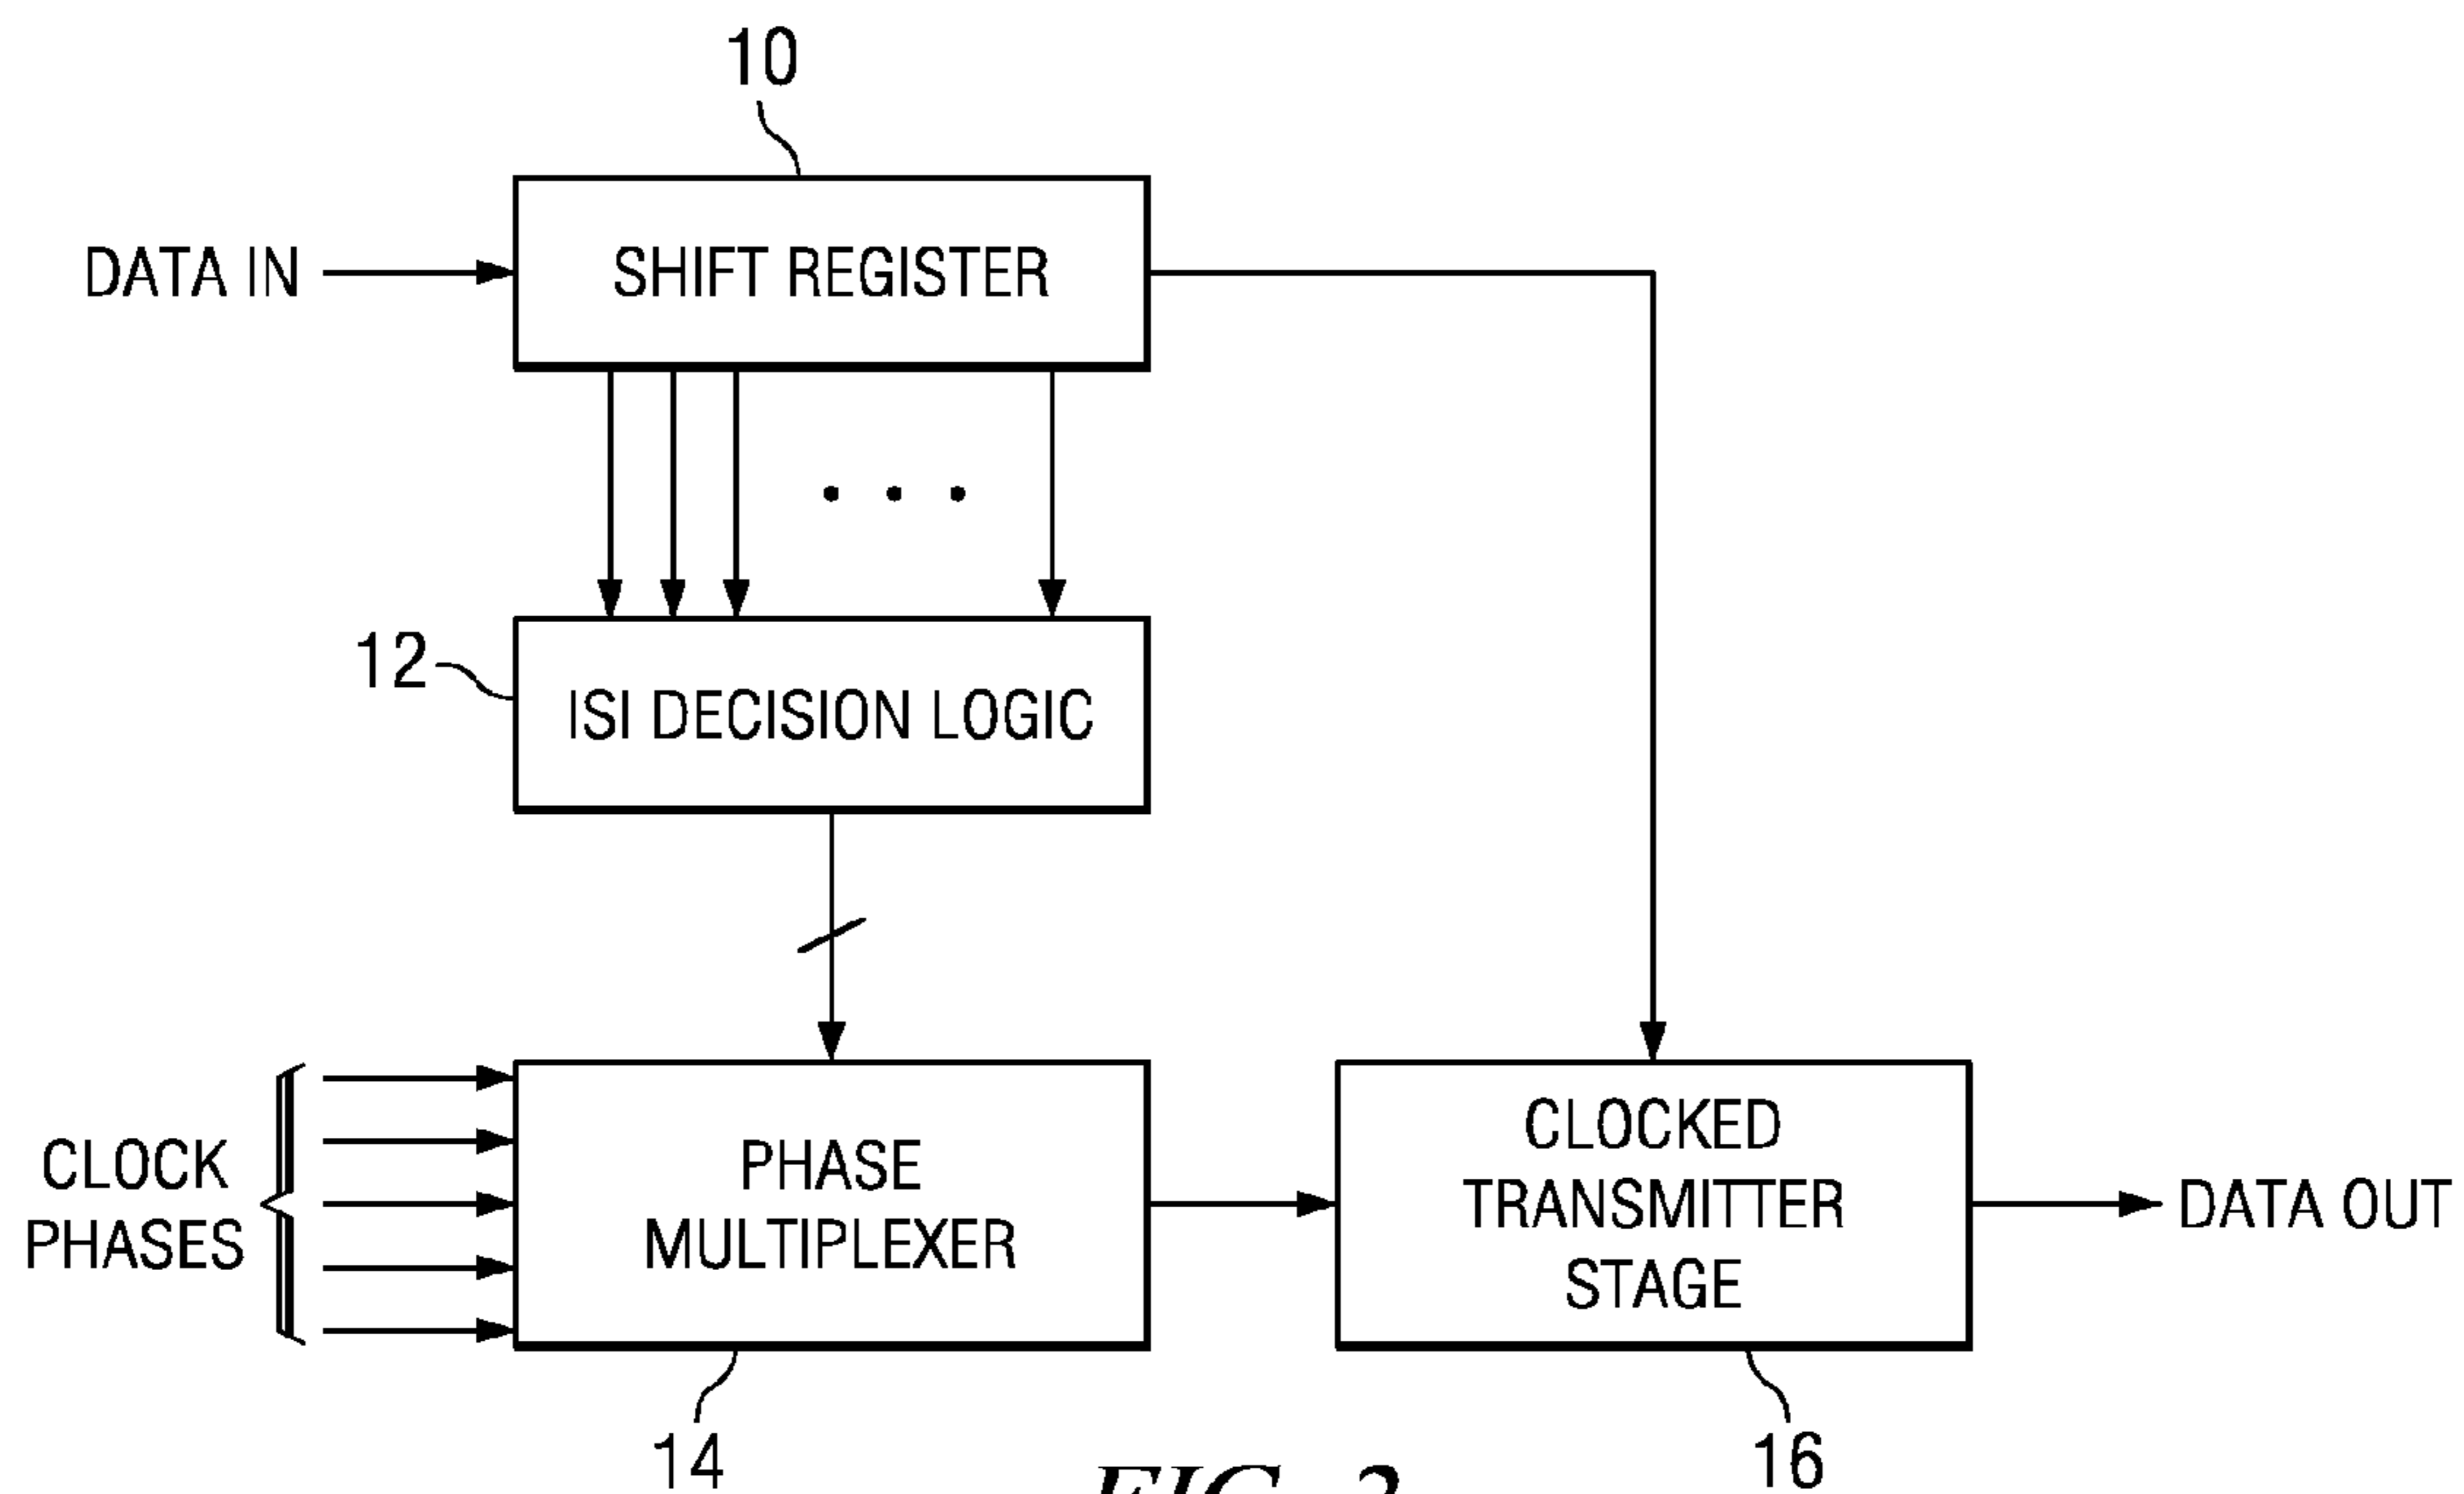 10
DATA IN
SHIFT REGISTER
12
ISI DECISION LOGIC
CLOCK
PHASES
PHASE
MULTIPLEXER
CLOCKED
TRANSMITTER
STAGE
DATA OUT
14
16